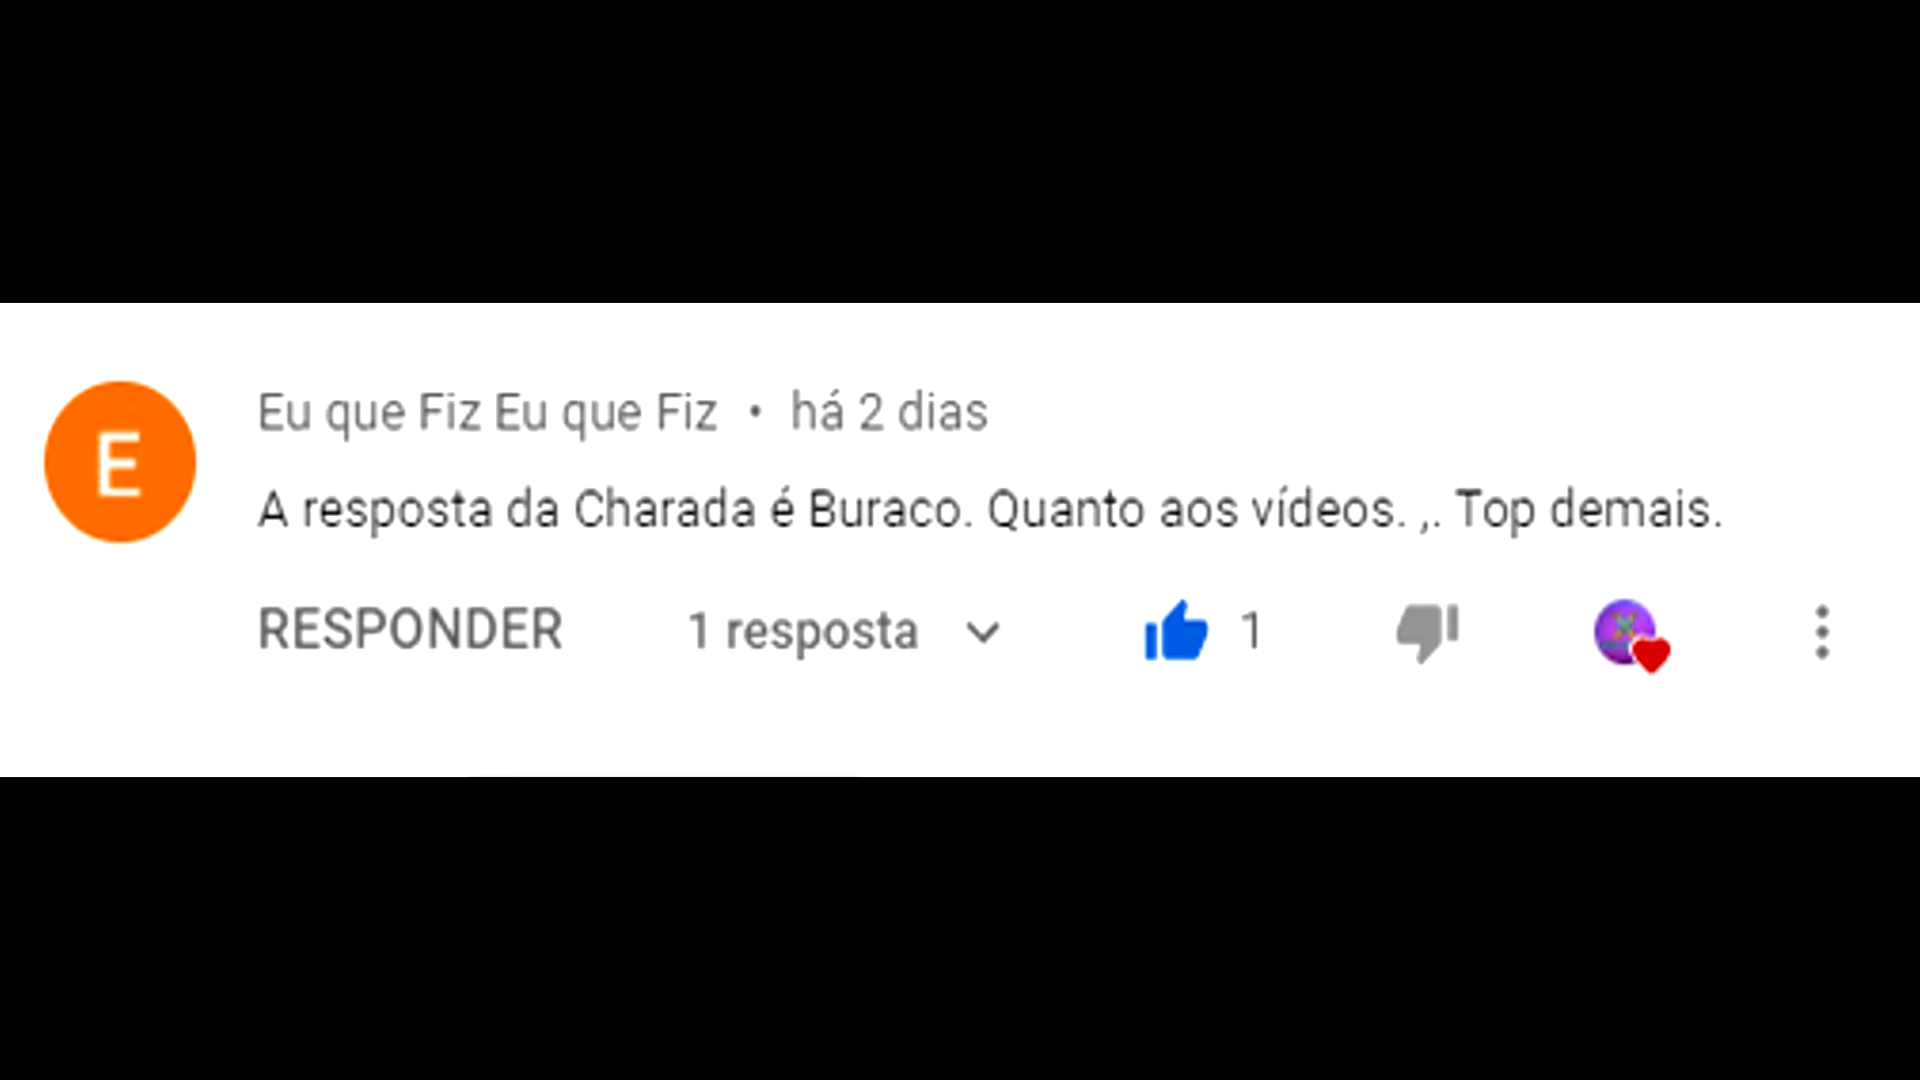 E
Eu que Fiz Eu que Fiz • há 2 dias
A resposta da Charada é Buraco. Quanto aos vídeos. ,. Top demais.
RESPONDER 1 resposta 1